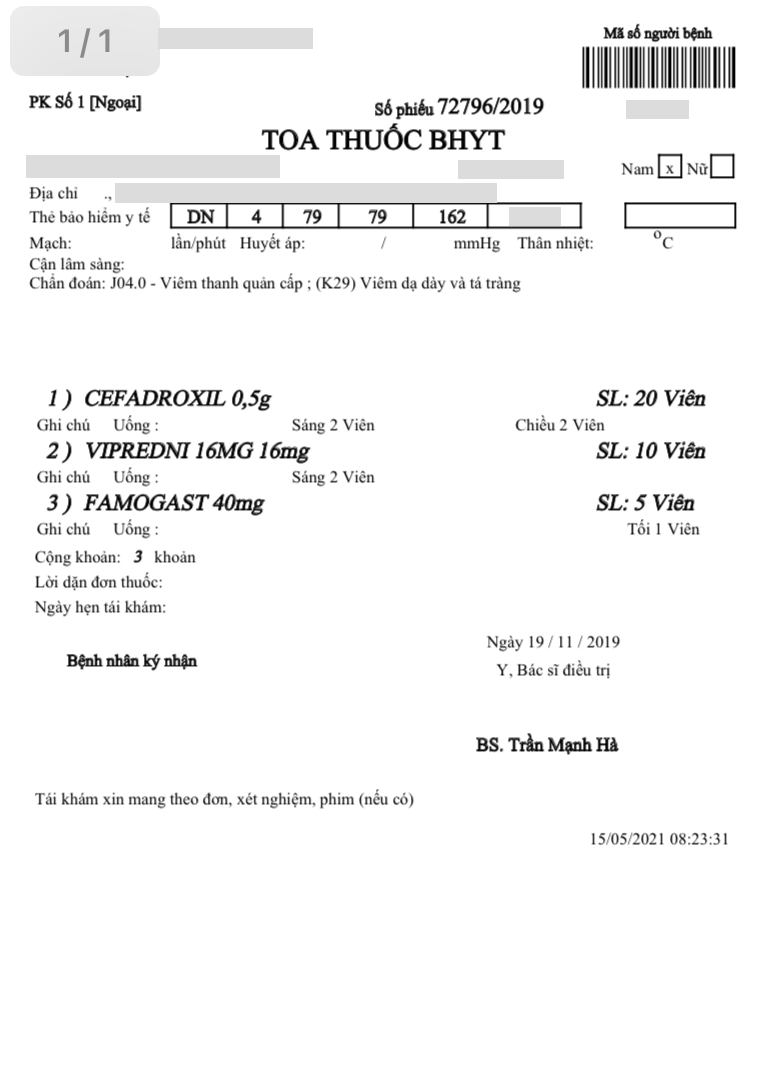 1/1
Mã số người bệnh
PK Số 1 [Ngoại]
Số phiếu 72796/2019
TOA THUỐC BHYT
Nam x Nữ
Địa chỉ .,
Thẻ bảo hiểm y tế DN 4 79 79 162
Mạch: lần/phút Huyết áp: / mmHg Thân nhiệt: °C
Cận lâm sàng:
Chẩn đoán: J04.0 - Viêm thanh quản cấp ; (K29) Viêm dạ dày và tá tràng
1 ) CEFADROXIL 0,5g SL: 20 Viên
Ghi chú Uống : Sáng 2 Viên Chiều 2 Viên
2 ) VIPREDNI 16MG 16mg SL: 10 Viên
Ghi chú Uống : Sáng 2 Viên
3 ) FAMOGAST 40mg SL: 5 Viên
Ghi chú Uống : Tối 1 Viên
Cộng khoản: 3 khoản
Lời dặn đơn thuốc:
Ngày hẹn tái khám:
Ngày 19 / 11 / 2019
Bệnh nhân ký nhận
Y, Bác sĩ điều trị
BS. Trần Mạnh Hà
Tái khám xin mang theo đơn, xét nghiệm, phim (nếu có)
15/05/2021 08:23:31